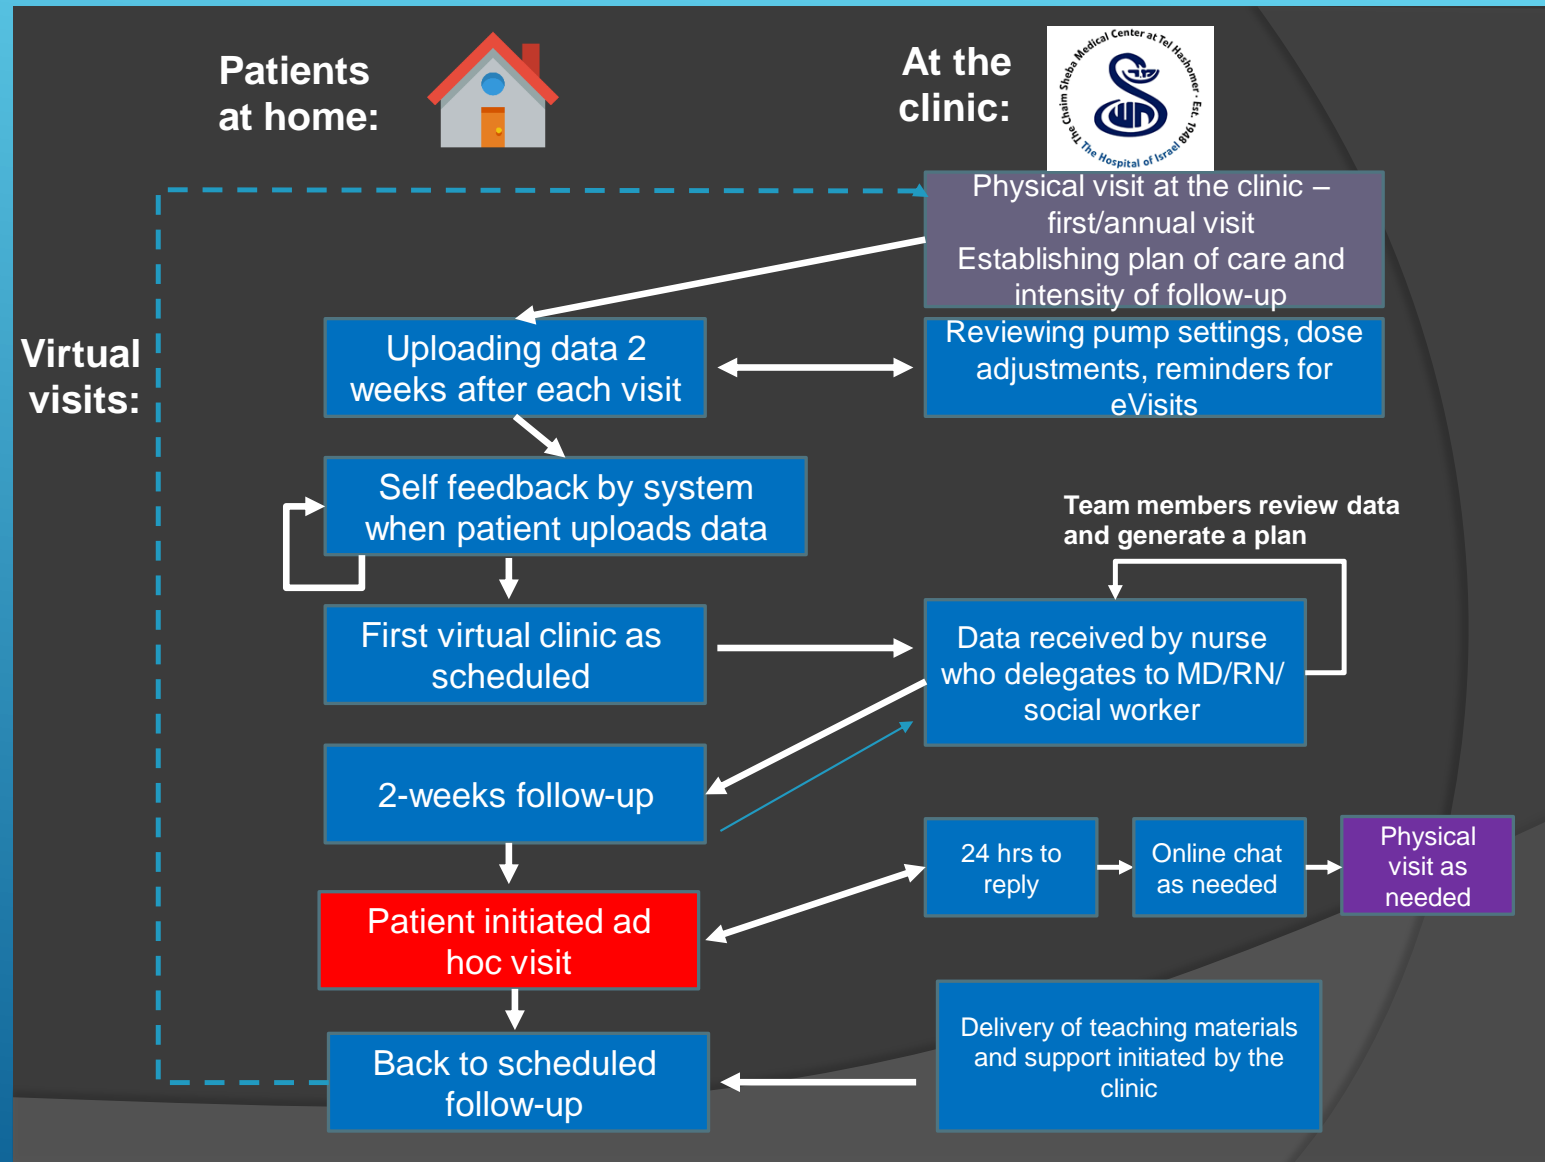 Patients
at home:
At the
clinic:
The Chaim Sheba Medical Center at Tel Hashomer · Est. 1948
The Hospital of Israel
Physical visit at the clinic –
first/annual visit
Establishing plan of care and
intensity of follow-up
Virtual
visits:
Uploading data 2
weeks after each visit
Reviewing pump settings, dose
adjustments, reminders for
eVisits
Self feedback by system
when patient uploads data
Team members review data
and generate a plan
First virtual clinic as
scheduled
Data received by nurse
who delegates to MD/RN/
social worker
2-weeks follow-up
24 hrs to
reply
Online chat
as needed
Physical
visit as
needed
Patient initiated ad
hoc visit
Delivery of teaching materials
and support initiated by the
clinic
Back to scheduled
follow-up